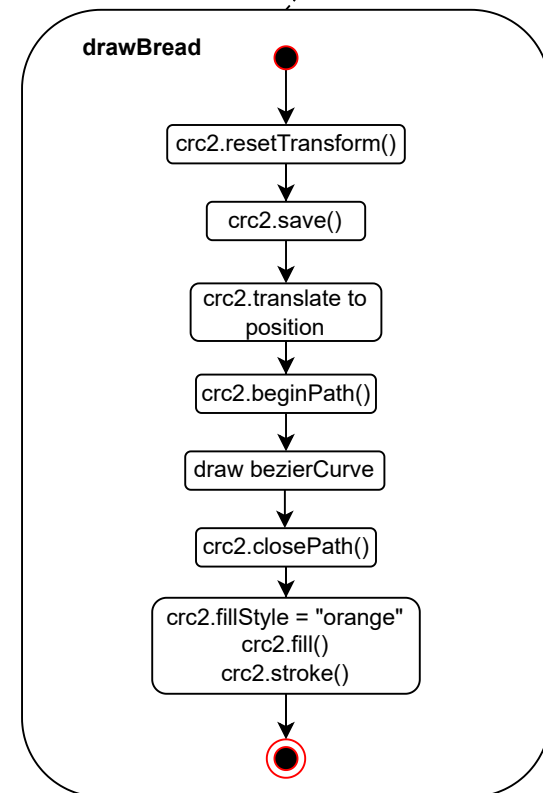 drawBread
crc2.resetTransform()
crc2.save()
crc2.translate to
position
crc2.beginPath()
draw bezierCurve
crc2.closePath()
crc2.fillStyle = "orange"
crc2.fill()
crc2.stroke()